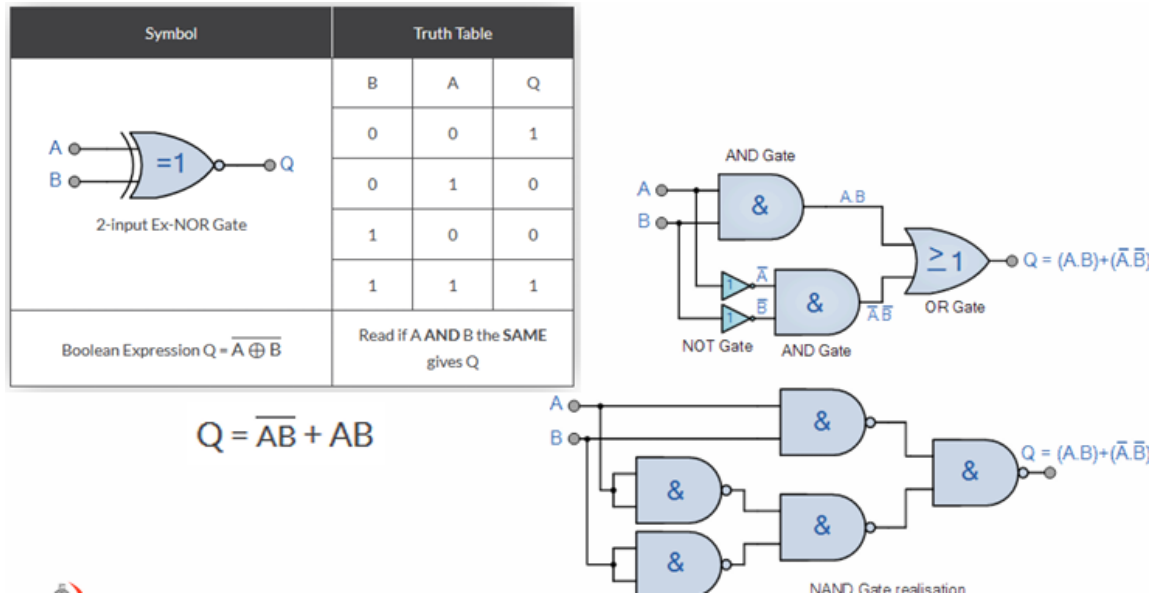 Symbol
Truth Table
B A Q
0 0 1
0 1 0
1 0 0
1 1 1
A
B
=1
Q
2-input Ex-NOR Gate
Boolean Expression Q = A̅ ̅⊕̅ ̅B̅
Read if A AND B the SAME
gives Q
Q = A̅B̅ + AB
AND Gate
A
B
&
A.B
≥1
Q = (A.B)+(A̅.B̅)
OR Gate
1
A̅
1
B̅
&
A̅.B̅
NOT Gate
AND Gate
A
B
&
&
&
&
&
Q = (A.B)+(A̅.B̅)
NAND Gate realisation